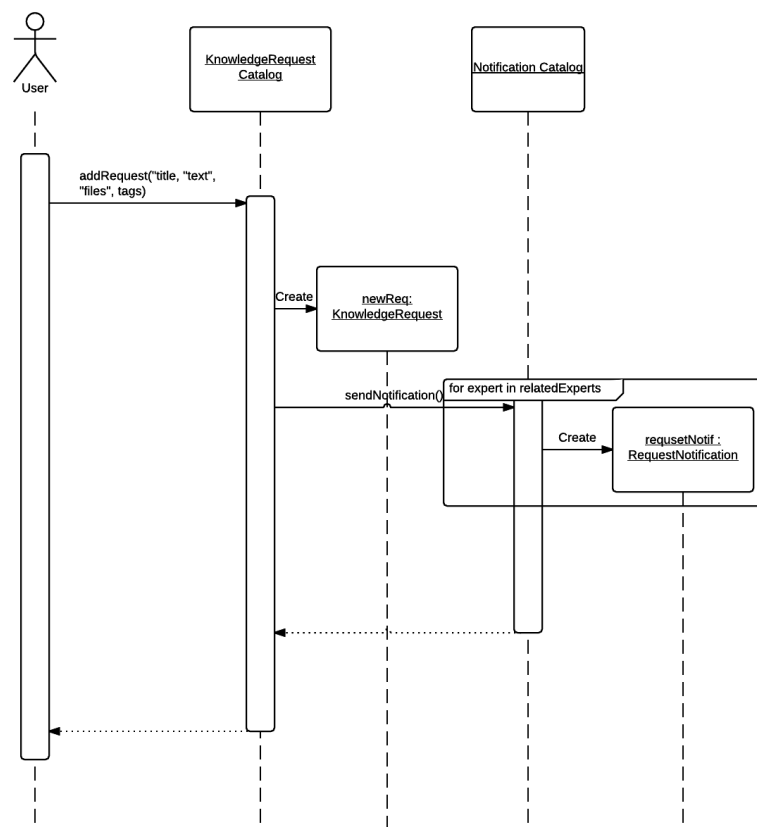 User
KnowledgeRequest
Catalog
Notification Catalog
addRequest("title, "text",
"files", tags)
Create
newReq:
KnowledgeRequest
for expert in relatedExperts
sendNotification()
Create
requsetNotif :
RequestNotification